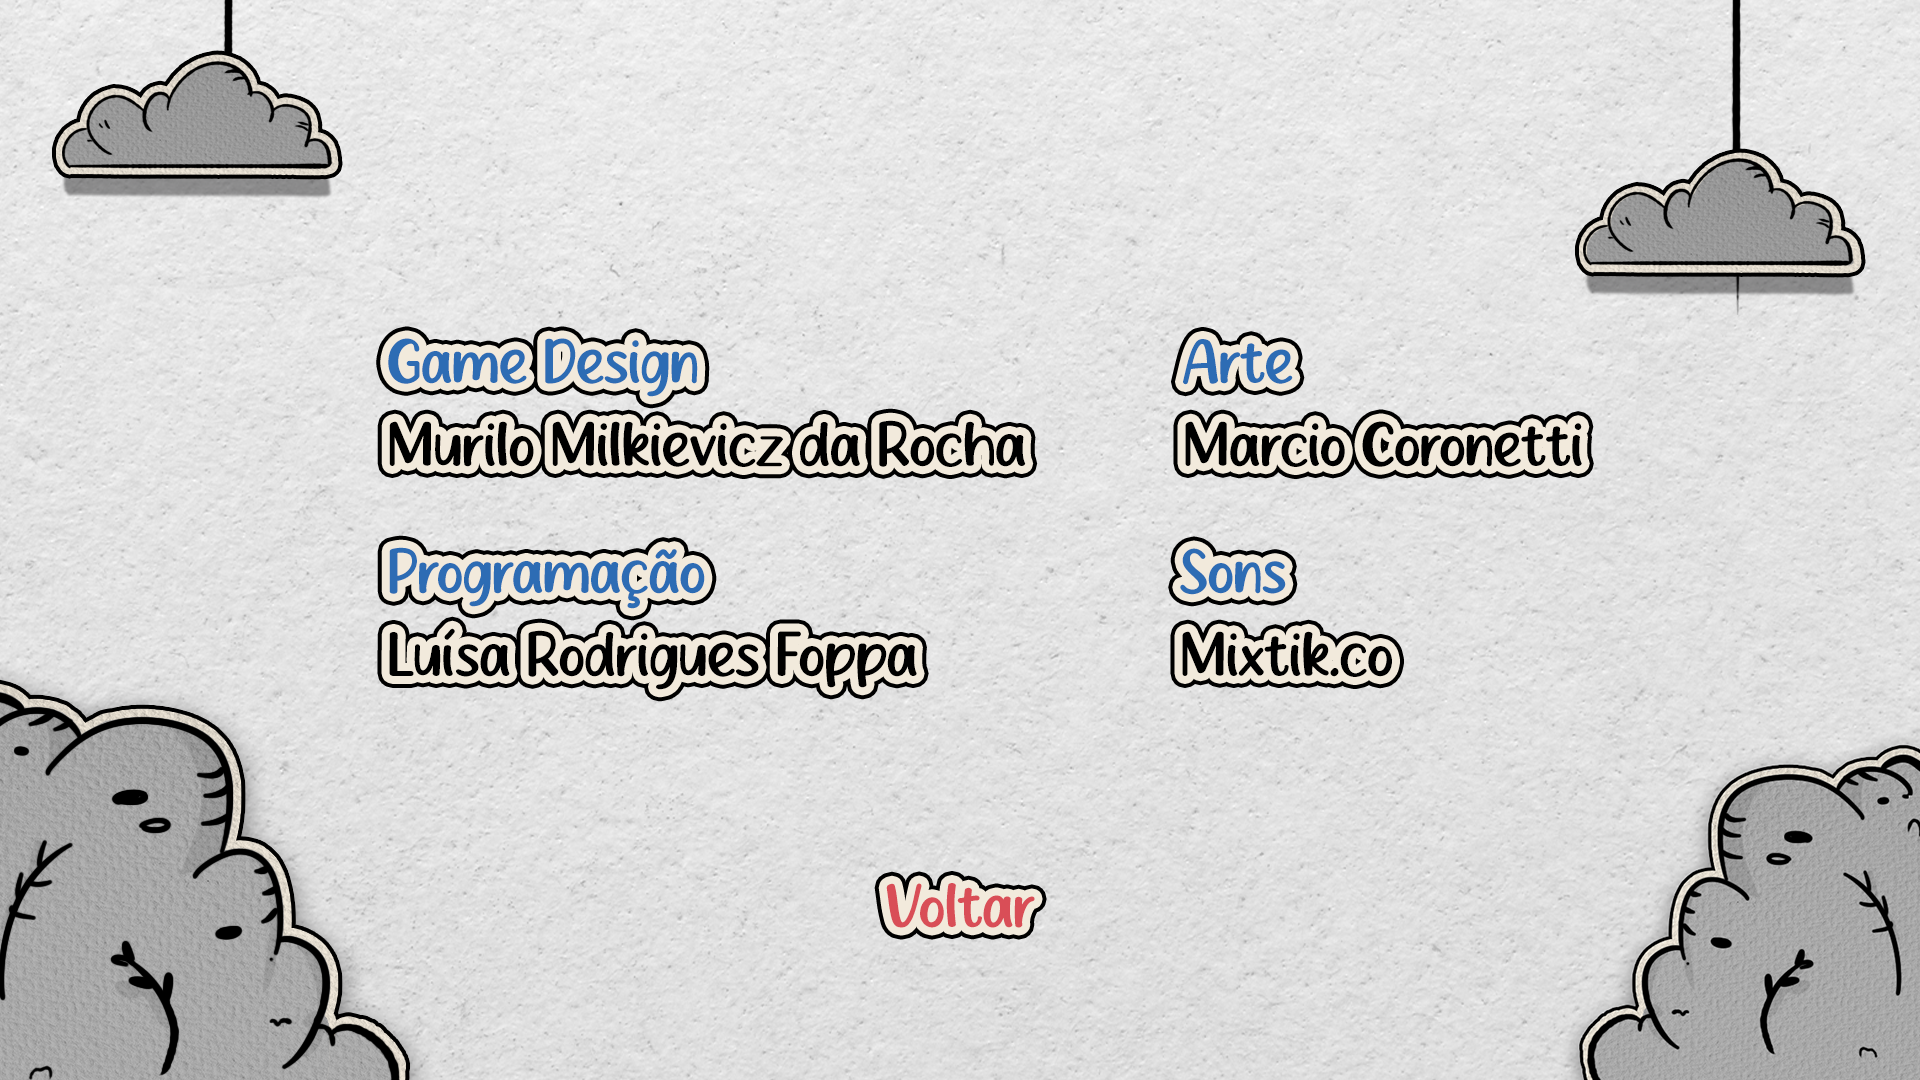 Game Design
Murilo Milkievicz da Rocha
Programação
Luísa Rodrigues Foppa
Arte
Marcio Coronetti
Sons
Mixtik.co
Voltar